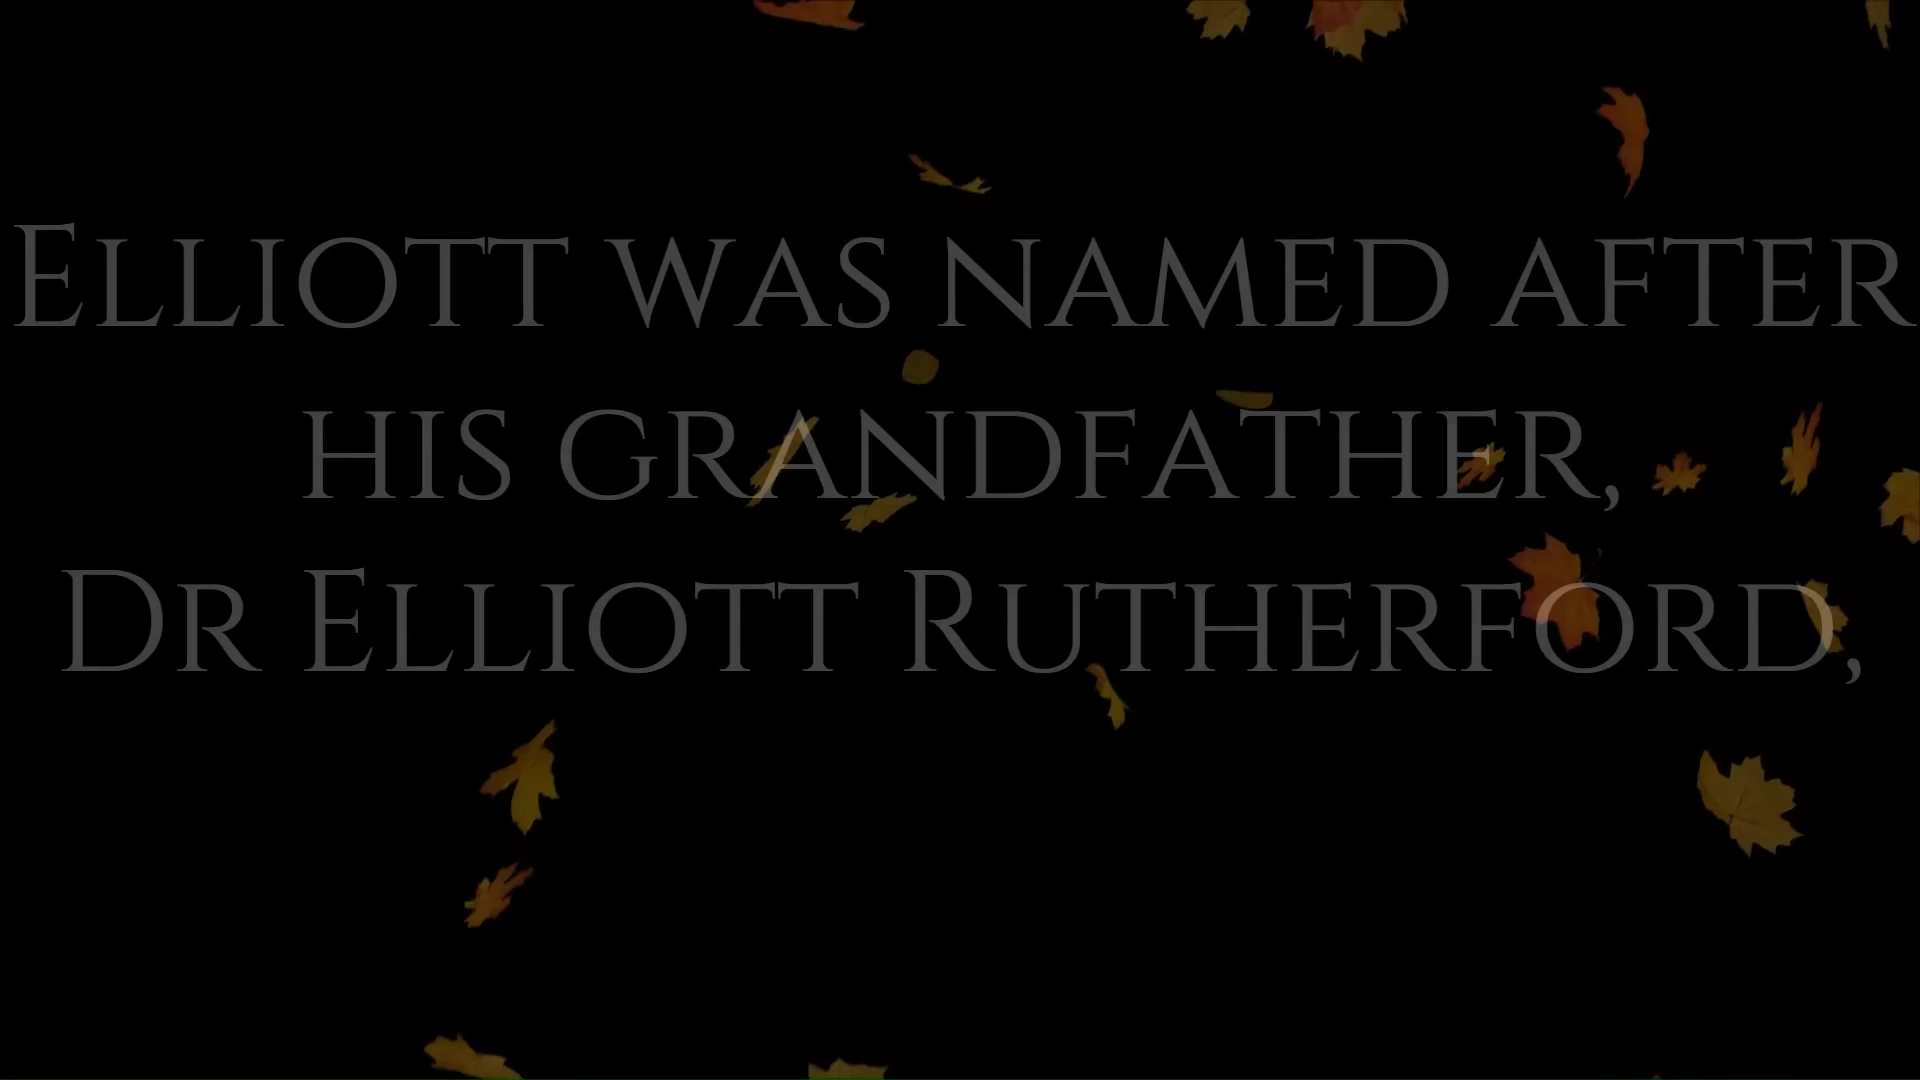 Elliott was named after
his grandfather,
Dr Elliott Rutherford,